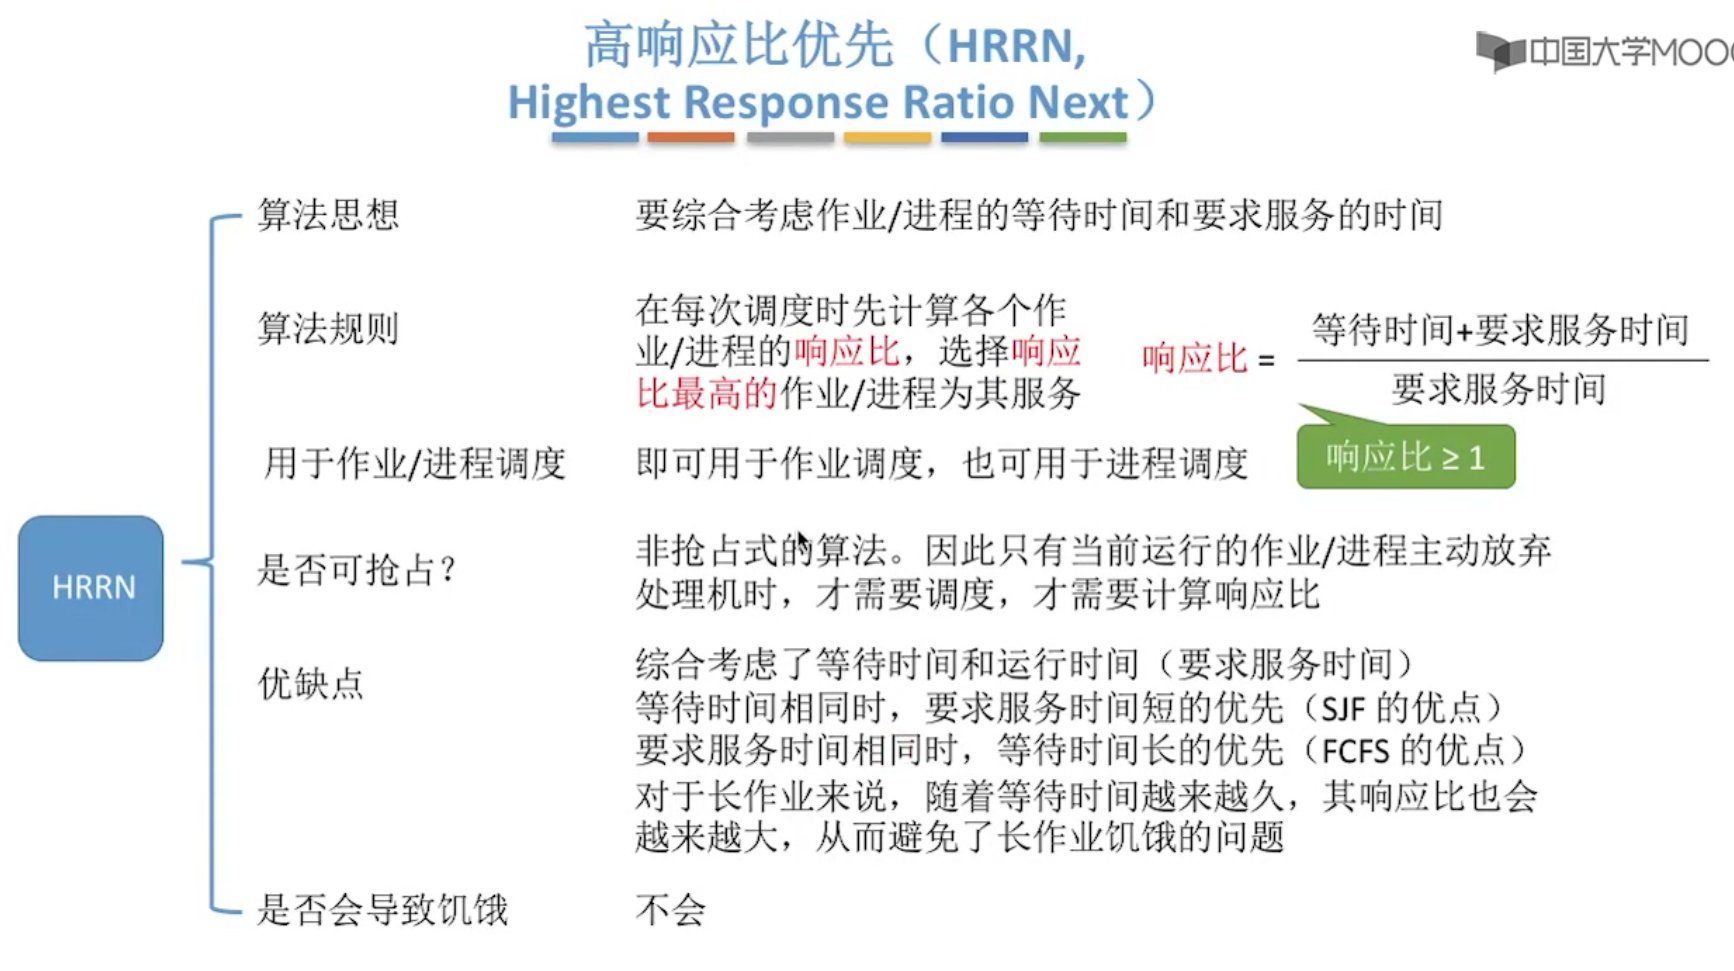 高响应比优先（HRRN,
Highest Response Ratio Next）
中国大学MOOC
算法思想
要综合考虑作业/进程的等待时间和要求服务的时间
算法规则
在每次调度时先计算各个作
业/进程的响应比，选择响应
比最高的作业/进程为其服务
响应比 =
等待时间+要求服务时间
要求服务时间
响应比 ≥ 1
用于作业/进程调度
即可用于作业调度，也可用于进程调度
HRRN
是否可抢占？
非抢占式的算法。因此只有当前运行的作业/进程主动放弃
处理机时，才需要调度，才需要计算响应比
优缺点
综合考虑了等待时间和运行时间（要求服务时间）
等待时间相同时，要求服务时间短的优先（SJF 的优点）
要求服务时间相同时，等待时间长的优先（FCFS 的优点）
对于长作业来说，随着等待时间越来越久，其响应比也会
越来越大，从而避免了长作业饥饿的问题
是否会导致饥饿
不会